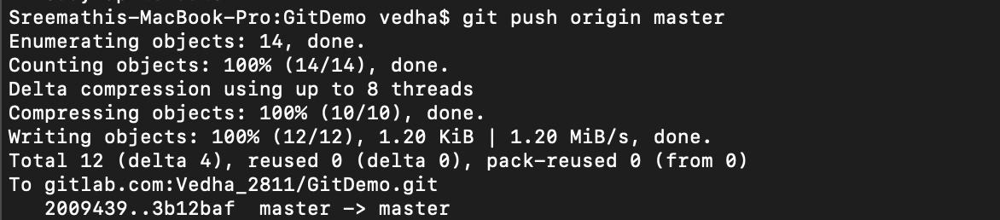 Sreemathis-MacBook-Pro:GitDemo vedha$ git push origin master
Enumerating objects: 14, done.
Counting objects: 100% (14/14), done.
Delta compression using up to 8 threads
Compressing objects: 100% (10/10), done.
Writing objects: 100% (12/12), 1.20 KiB | 1.20 MiB/s, done.
Total 12 (delta 4), reused 0 (delta 0), pack-reused 0 (from 0)
To gitlab.com:Vedha_2811/GitDemo.git
   2009439..3b12baf  master -> master